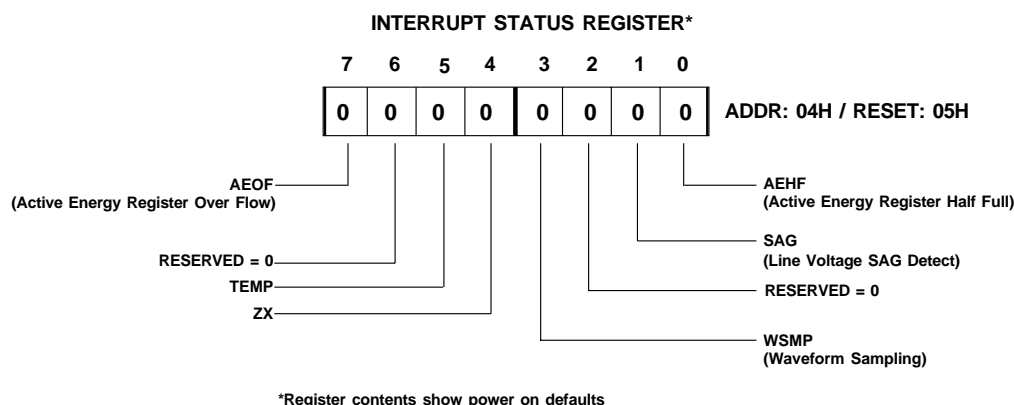 INTERRUPT STATUS REGISTER*
7 6 5 4 3 2 1 0
0 0 0 0 0 0 0 0 ADDR: 04H / RESET: 05H
AEOF
(Active Energy Register Over Flow)
RESERVED = 0
TEMP
ZX
AEHF
(Active Energy Register Half Full)
SAG
(Line Voltage SAG Detect)
RESERVED = 0
WSMP
(Waveform Sampling)
*Register contents show power on defaults